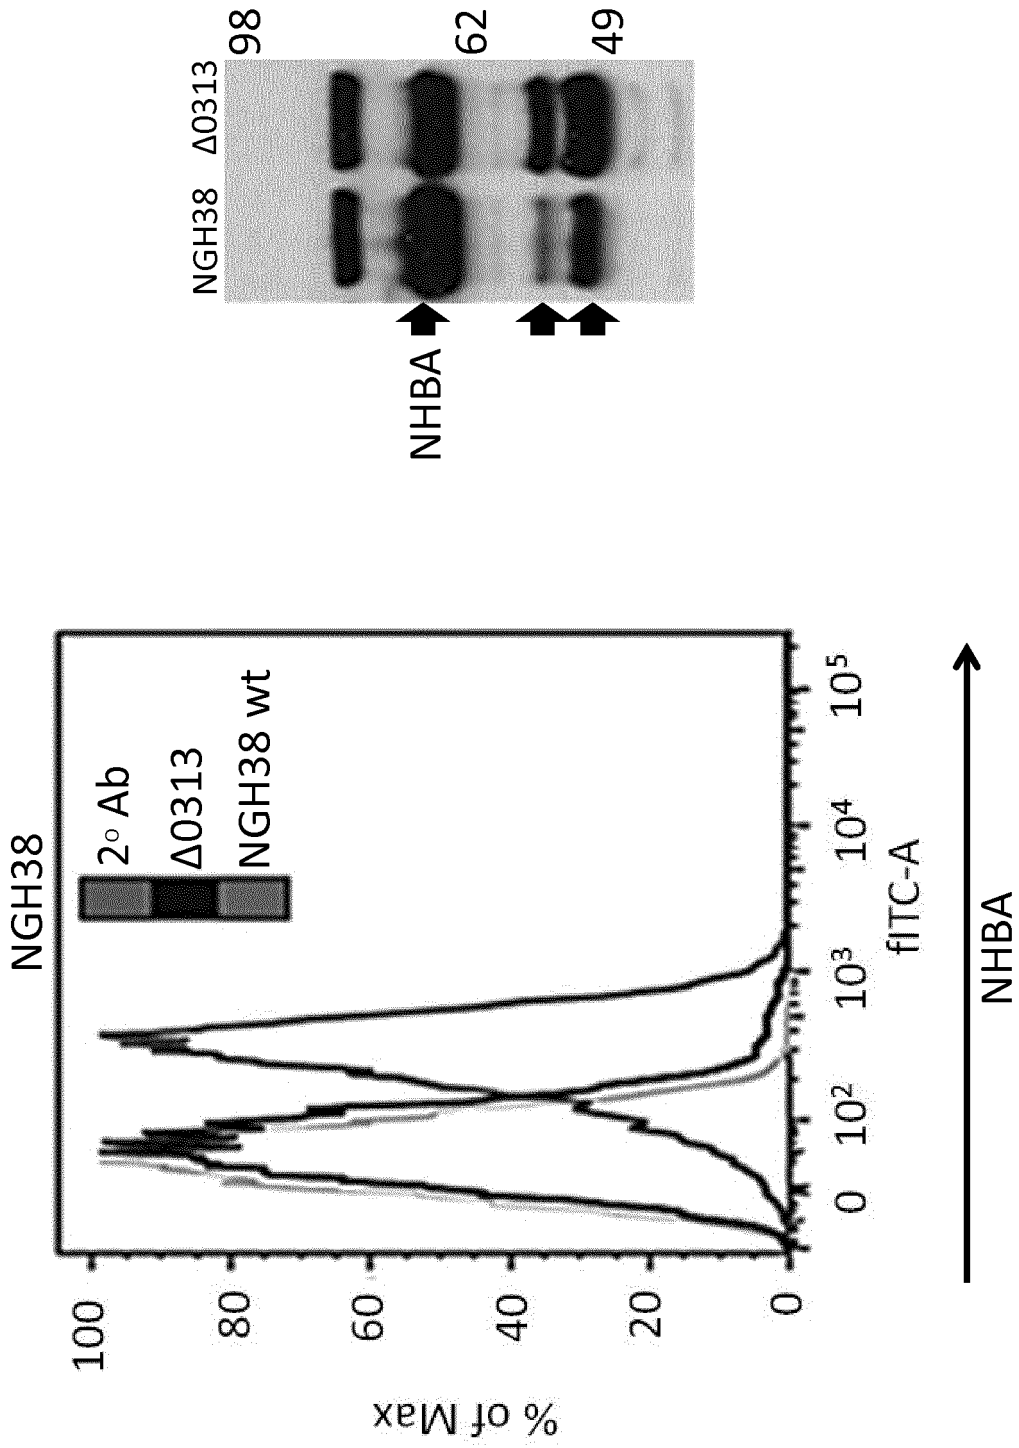 NGH38
2° Ab
Δ0313
NGH38 wt
% of Max
100
80
60
40
20
0
0
10²
10³
10⁴
10⁵
fITC-A
NHBA
NGH38
Δ0313
98
62
49
NHBA